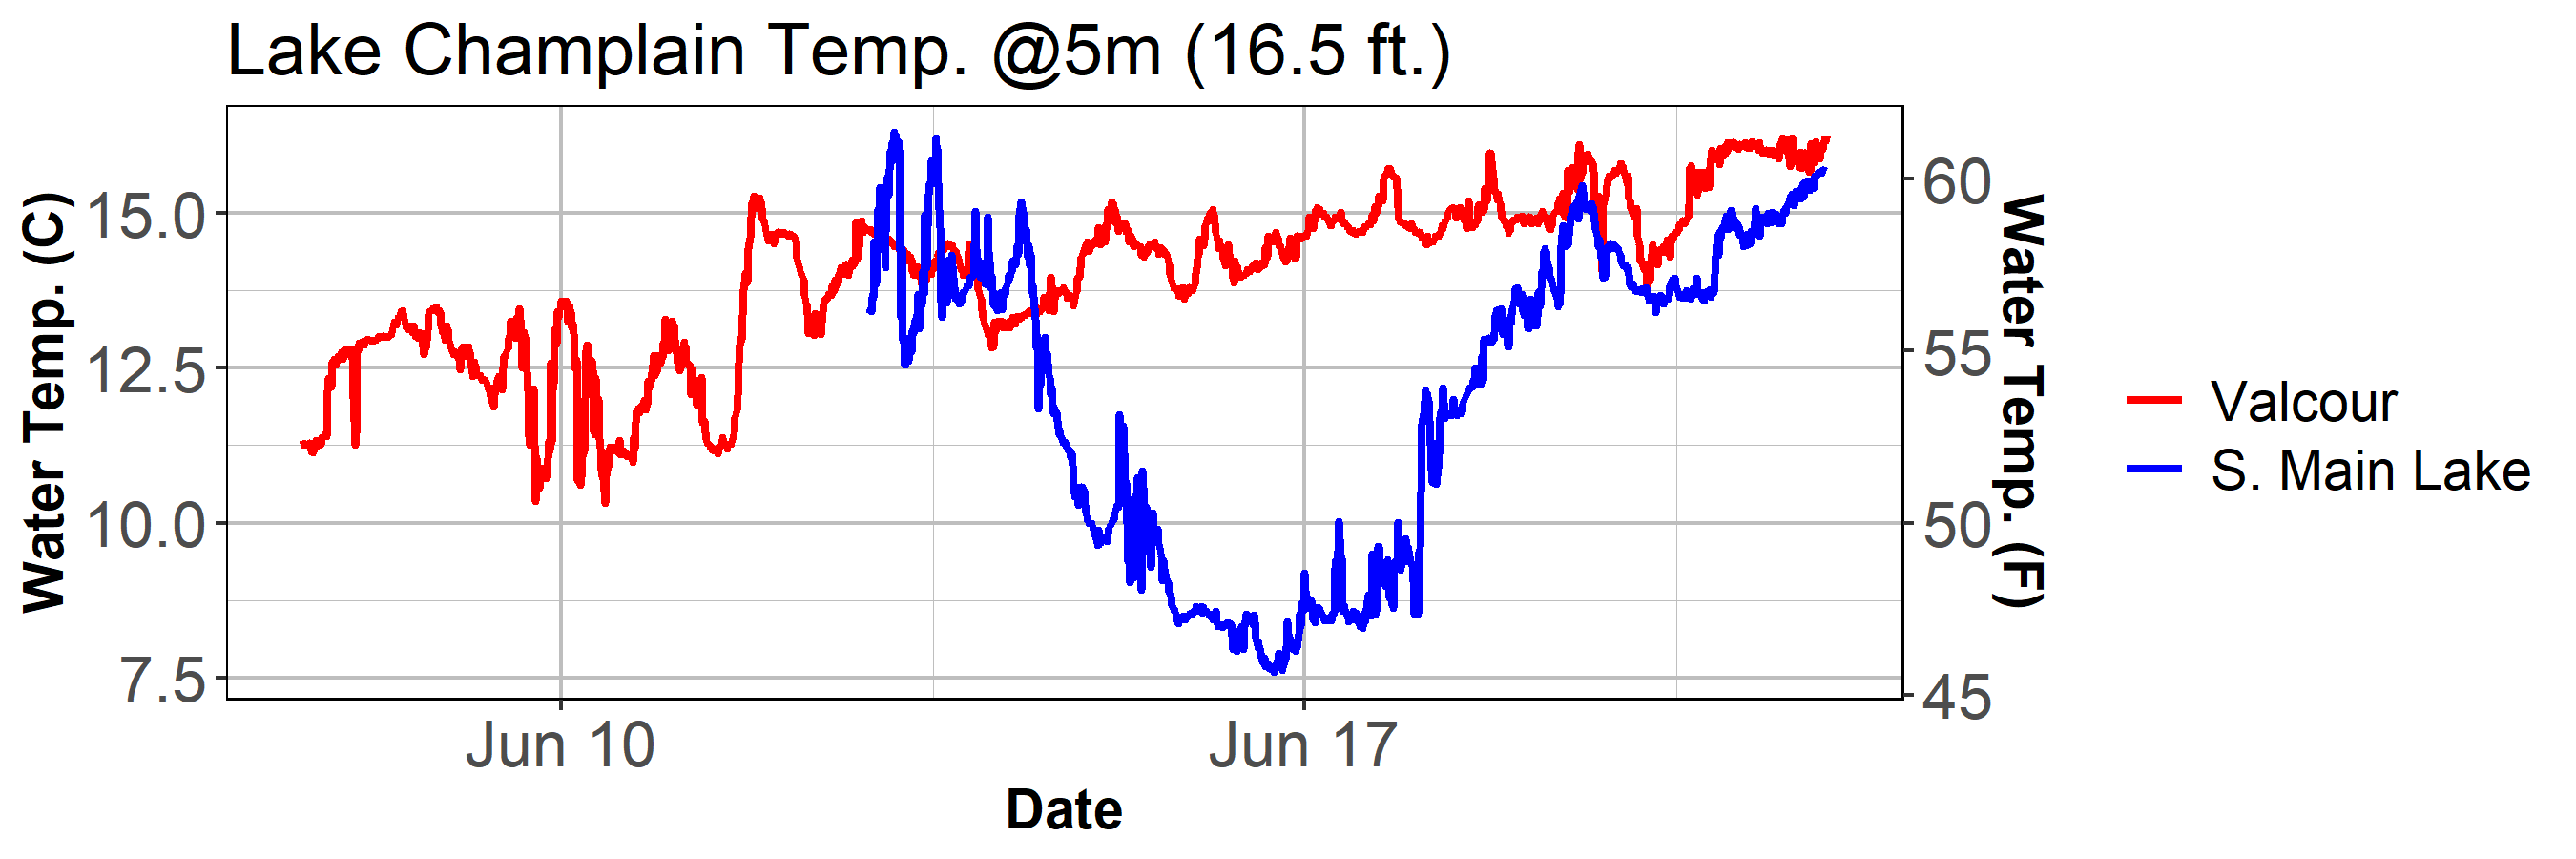 Lake Champlain Temp. @5m (16.5 ft.)
Water Temp. (C)
15.0
12.5
10.0
7.5
60
55
50
45
Water Temp. (F)
Jun 10
Jun 17
Date
Valcour
S. Main Lake